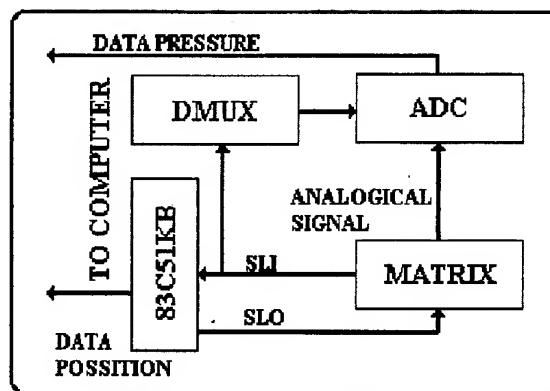 DATA PRESSURE
TO COMPUTER
DMUX
ADC
ANALOGICAL
SIGNAL
83C51KB
SLI
MATRIX
SLO
DATA
POSSITION